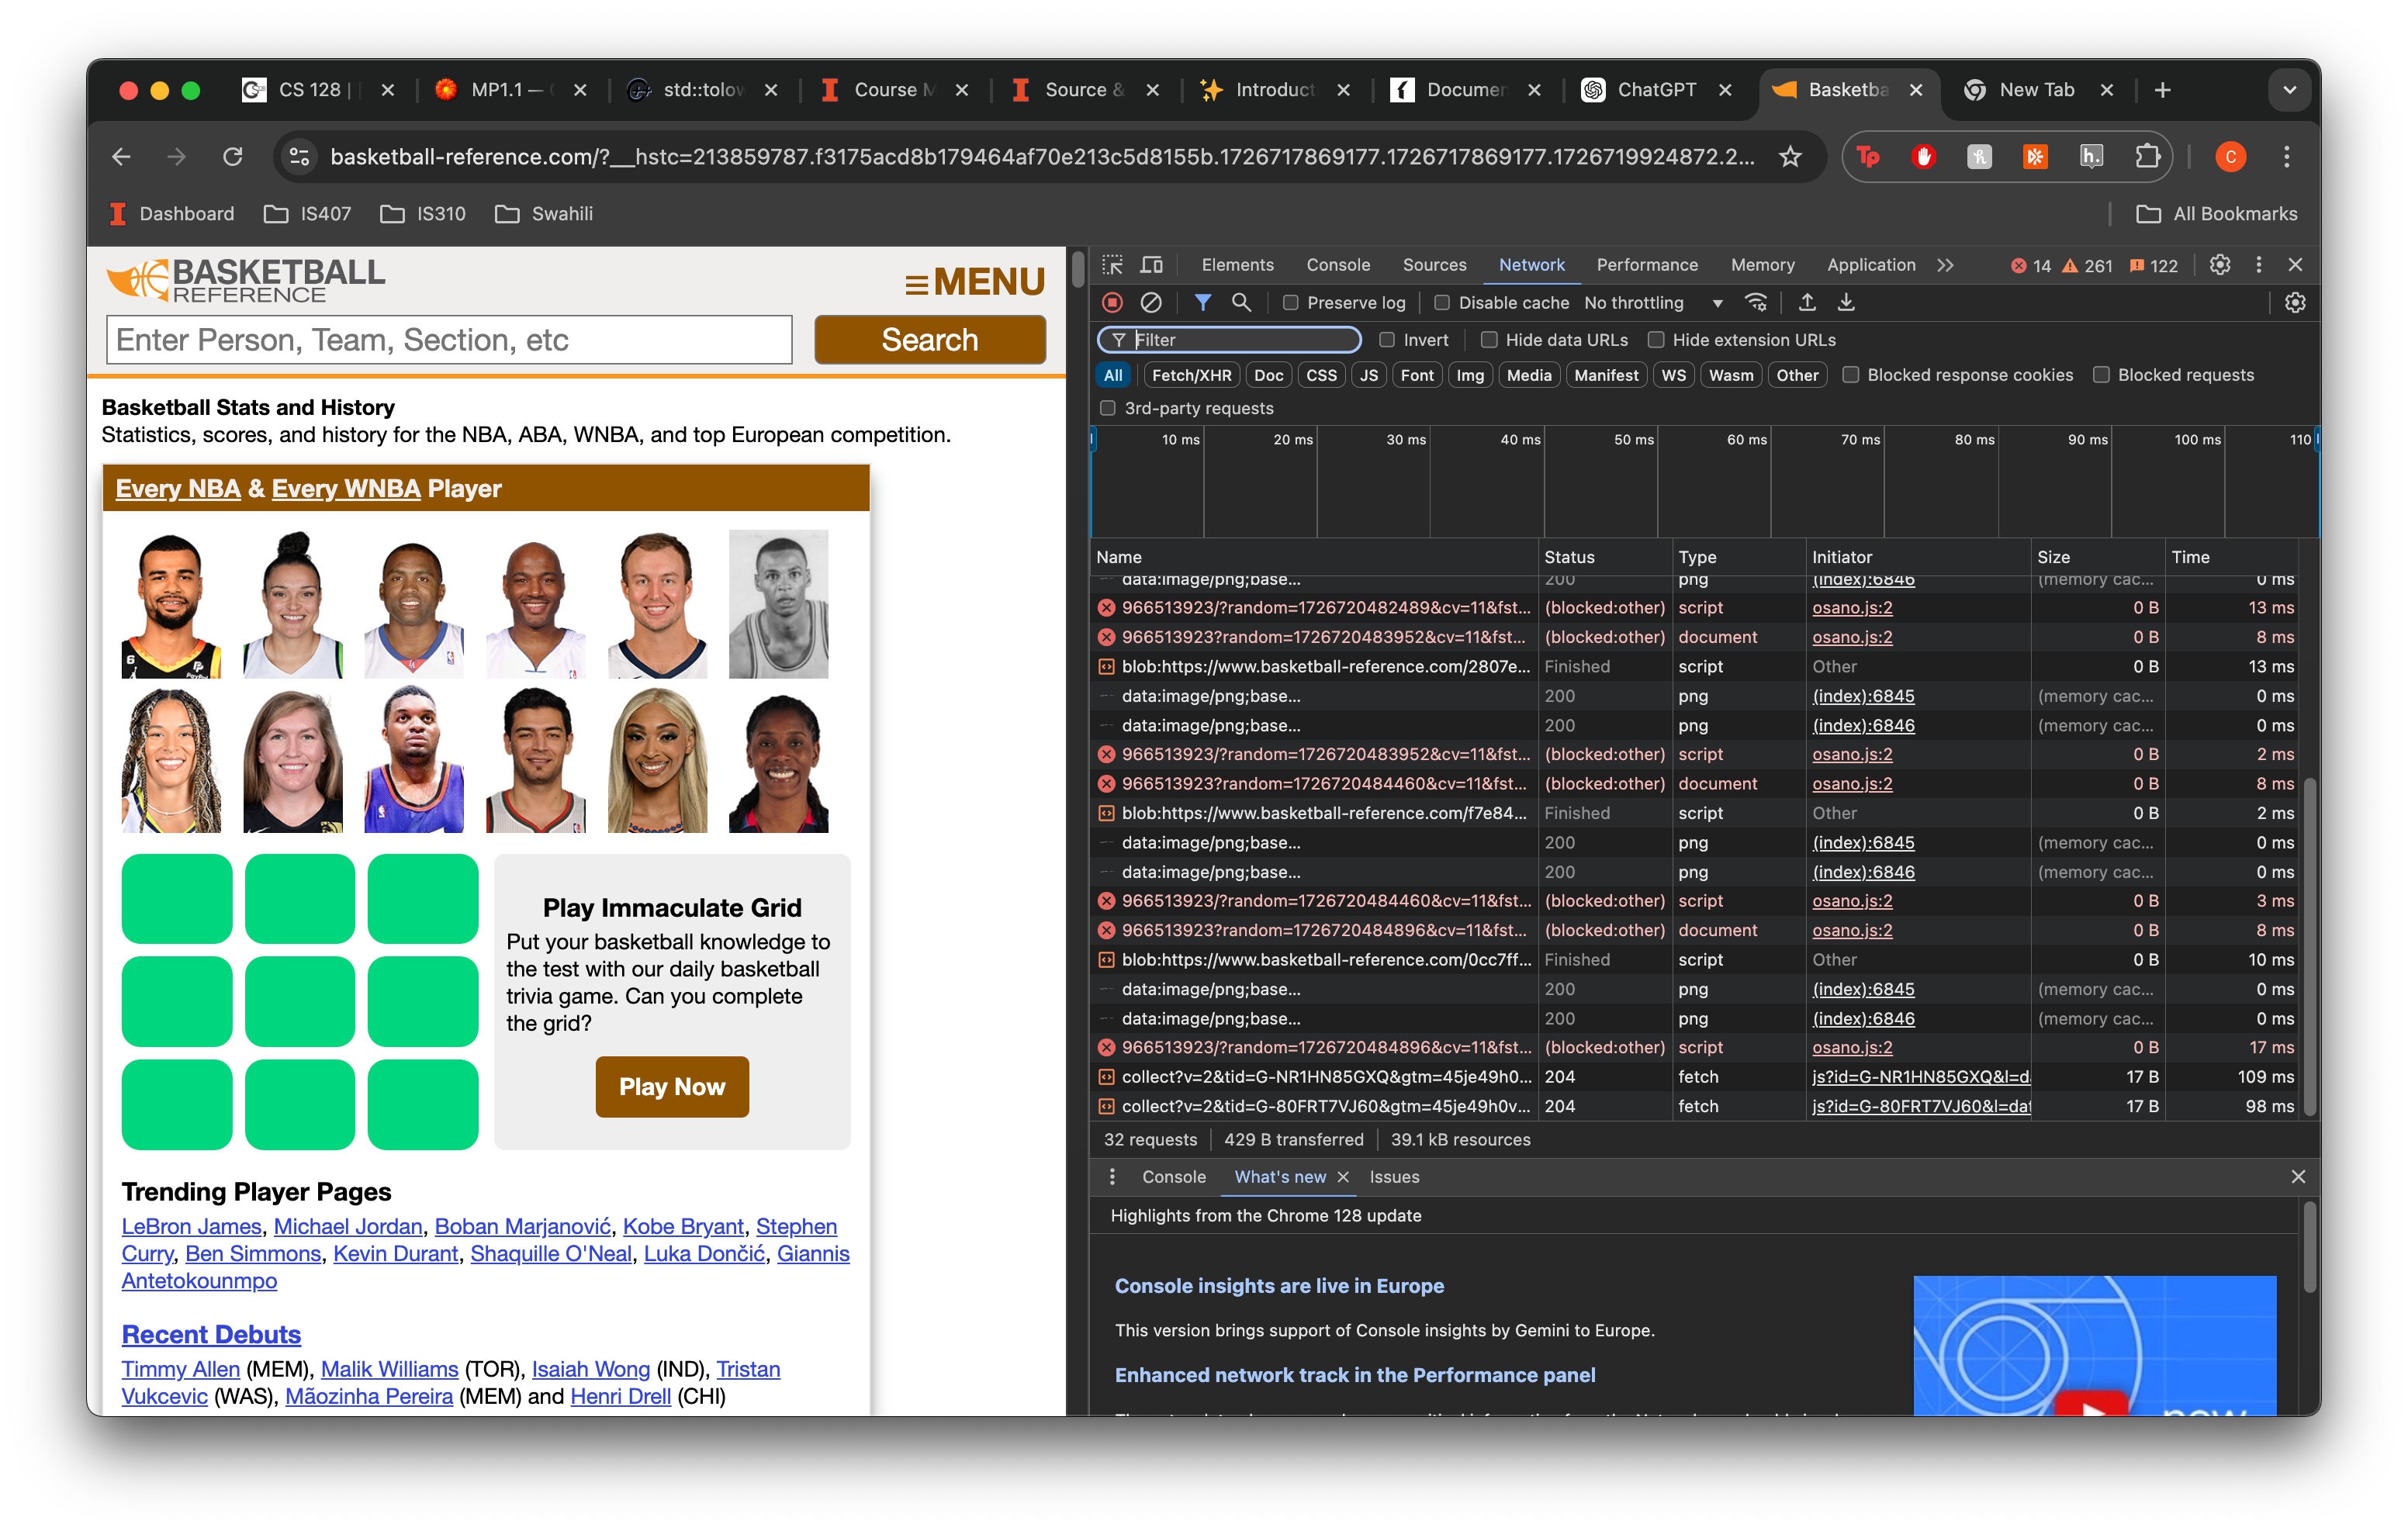 CS 128 |
MP1.1 —
std::tolow
Course M
Source &
Introduct
Documen
ChatGPT
Basketba
New Tab
basketball-reference.com/?__hstc=213859787.f3175acd8b179464af70e213c5d8155b.1726717869177.1726717869177.1726719924872.2...
Tp
h.
C
Dashboard
IS407
IS310
Swahili
All Bookmarks
BASKETBALL
REFERENCE
MENU
Enter Person, Team, Section, etc
Search
Basketball Stats and History
Statistics, scores, and history for the NBA, ABA, WNBA, and top European competition.
Every NBA & Every WNBA Player
Play Immaculate Grid
Put your basketball knowledge to
the test with our daily basketball
trivia game. Can you complete
the grid?
Play Now
Trending Player Pages
LeBron James, Michael Jordan, Boban Marjanović, Kobe Bryant, Stephen
Curry, Ben Simmons, Kevin Durant, Shaquille O'Neal, Luka Dončić, Giannis
Antetokounmpo
Recent Debuts
Timmy Allen (MEM), Malik Williams (TOR), Isaiah Wong (IND), Tristan
Vukcevic (WAS), Mãozinha Pereira (MEM) and Henri Drell (CHI)
Elements Console Sources Network Performance Memory Application 14 261 122
Preserve log Disable cache No throttling
Filter Invert Hide data URLs Hide extension URLs
All Fetch/XHR Doc CSS JS Font Img Media Manifest WS Wasm Other Blocked response cookies Blocked requests
3rd-party requests
10 ms 20 ms 30 ms 40 ms 50 ms 60 ms 70 ms 80 ms 90 ms 100 ms 110
Name Status Type Initiator Size Time
data:image/png;base... 200 png (index):6846 (memory cac... 0 ms
966513923/?random=1726720482489&cv=11&fst... (blocked:other) script osano.js:2 0 B 13 ms
966513923?random=1726720483952&cv=11&fst... (blocked:other) document osano.js:2 0 B 8 ms
blob:https://www.basketball-reference.com/2807e... Finished script Other 0 B 13 ms
data:image/png;base... 200 png (index):6845 (memory cac... 0 ms
data:image/png;base... 200 png (index):6846 (memory cac... 0 ms
966513923/?random=1726720483952&cv=11&fst... (blocked:other) script osano.js:2 0 B 2 ms
966513923?random=1726720484460&cv=11&fst... (blocked:other) document osano.js:2 0 B 8 ms
blob:https://www.basketball-reference.com/f7e84... Finished script Other 0 B 2 ms
data:image/png;base... 200 png (index):6845 (memory cac... 0 ms
data:image/png;base... 200 png (index):6846 (memory cac... 0 ms
966513923/?random=1726720484460&cv=11&fst... (blocked:other) script osano.js:2 0 B 3 ms
966513923?random=1726720484896&cv=11&fst... (blocked:other) document osano.js:2 0 B 8 ms
blob:https://www.basketball-reference.com/0cc7ff... Finished script Other 0 B 10 ms
data:image/png;base... 200 png (index):6845 (memory cac... 0 ms
data:image/png;base... 200 png (index):6846 (memory cac... 0 ms
966513923/?random=1726720484896&cv=11&fst... (blocked:other) script osano.js:2 0 B 17 ms
collect?v=2&tid=G-NR1HN85GXQ&gtm=45je49h0... 204 fetch js?id=G-NR1HN85GXQ&l=d 17 B 109 ms
collect?v=2&tid=G-80FRT7VJ60&gtm=45je49h0v... 204 fetch js?id=G-80FRT7VJ60&l=dat 17 B 98 ms
32 requests 429 B transferred 39.1 kB resources
Console What's new Issues
Highlights from the Chrome 128 update
Console insights are live in Europe
This version brings support of Console insights by Gemini to Europe.
Enhanced network track in the Performance panel
new